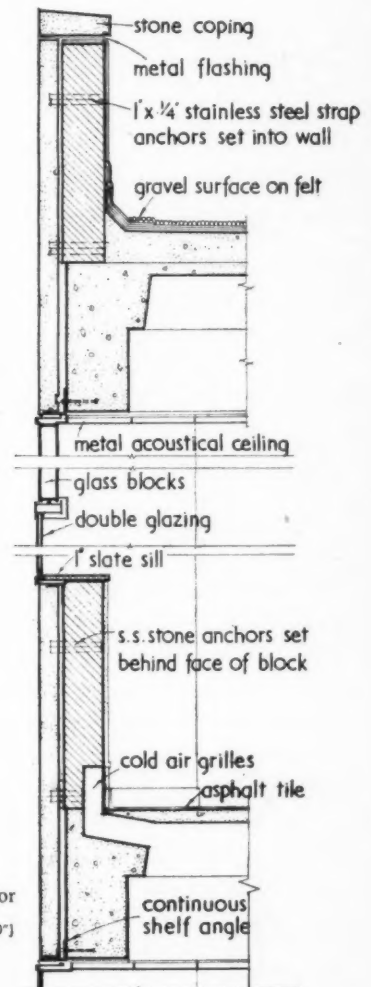 stone coping
metal flashing
1"x 1/4" stainless steel strap
anchors set into wall
gravel surface on felt
metal acoustical ceiling
glass blocks
double glazing
1" slate sill
s.s. stone anchors set
behind face of block
cold air grilles
asphalt tile
or
0"]
continuous
shelf angle